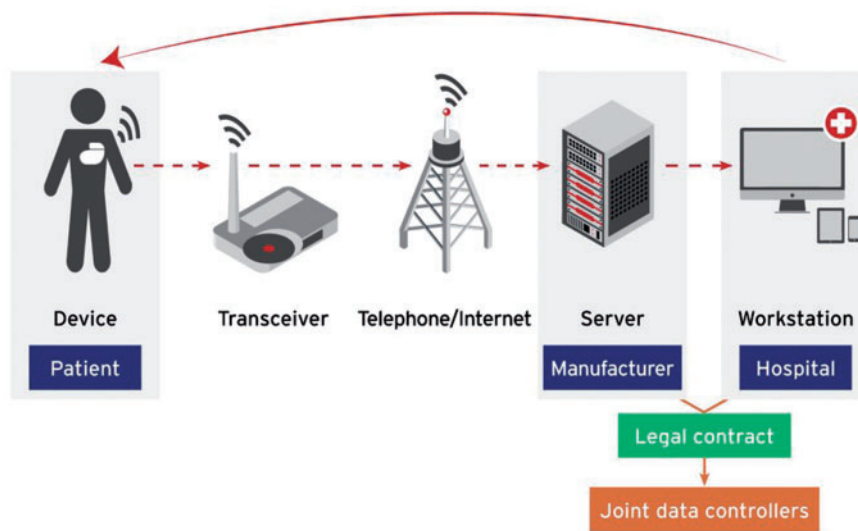 Device
Transceiver
Telephone/Internet
Server
Workstation
Patient
Manufacturer
Hospital
Legal contract
Joint data controllers